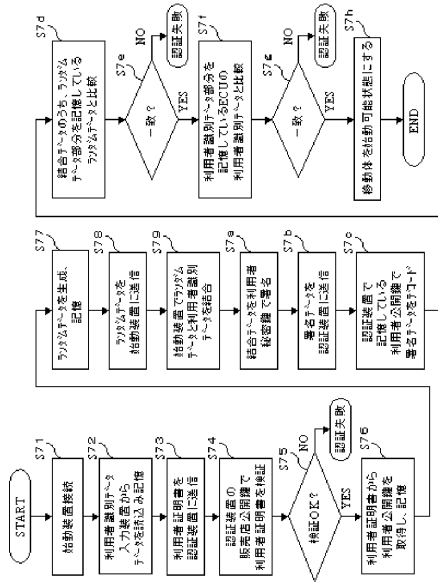 START
S71
始動装置接続
S72
利用者識別データ
入力装置から
データを読込み記憶
S73
利用者証明書を
認証装置に送信
S74
認証装置の
販売店公開鍵で
利用者証明書を検証
S75
検証OK?
NO
認証失敗
YES
S76
利用者証明書から
利用者公開鍵を
取得し、記憶
S77
ランダムデータを生成、
記憶
S78
ランダムデータを
始動装置に送信
S79
始動装置でランダム
データと利用者識別
データを結合
S7a
結合データを利用者
秘密鍵で署名
S7b
署名データを
認証装置に送信
S7c
認証装置で
記憶している
利用者公開鍵で
署名データをデコード
S7d
結合データのうち、ランダム
データ部分を記憶している
ランダムデータと比較
S7e
一致?
NO
認証失敗
YES
S7f
利用者識別データ部分を
記憶しているECUの
利用者識別データと比較
S7g
一致?
NO
認証失敗
YES
S7h
移動体を始動可能状態にする
END